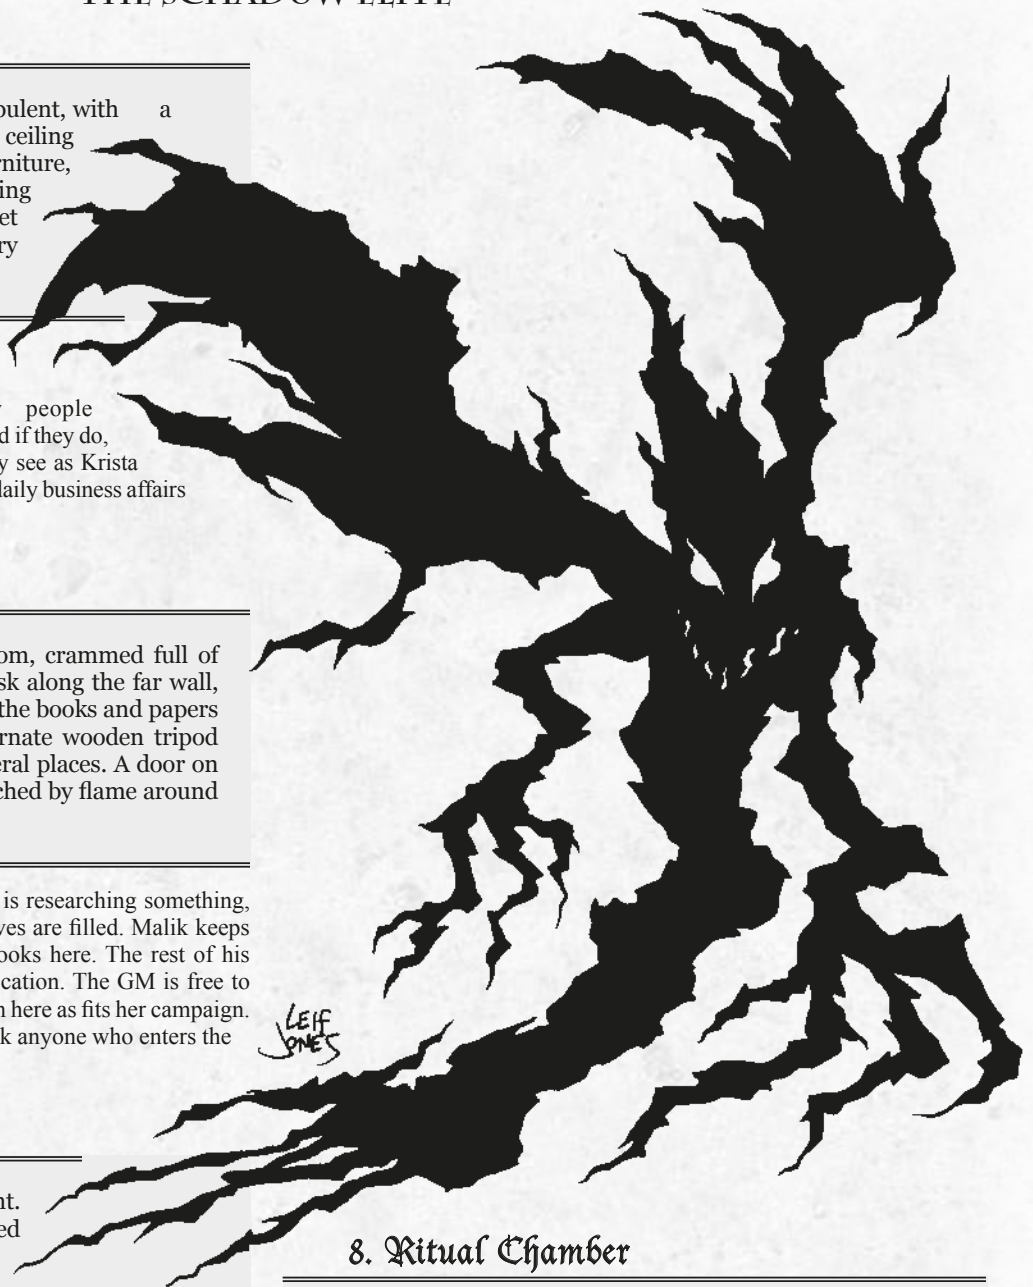 THE SCHADOW ELITE
pulent, with a
ceiling
rniture,
ing
et
ry
people
d if they do,
y see as Krista
daily business affairs
om, crammed full of
sk along the far wall,
the books and papers
rnate wooden tripod
eral places. A door on
ched by flame around
is researching something,
ves are filled. Malik keeps
ooks here. The rest of his
cation. The GM is free to
n here as fits her campaign.
k anyone who enters the
LEIF
JONES
nt.
ed
8. Ritual Chamber